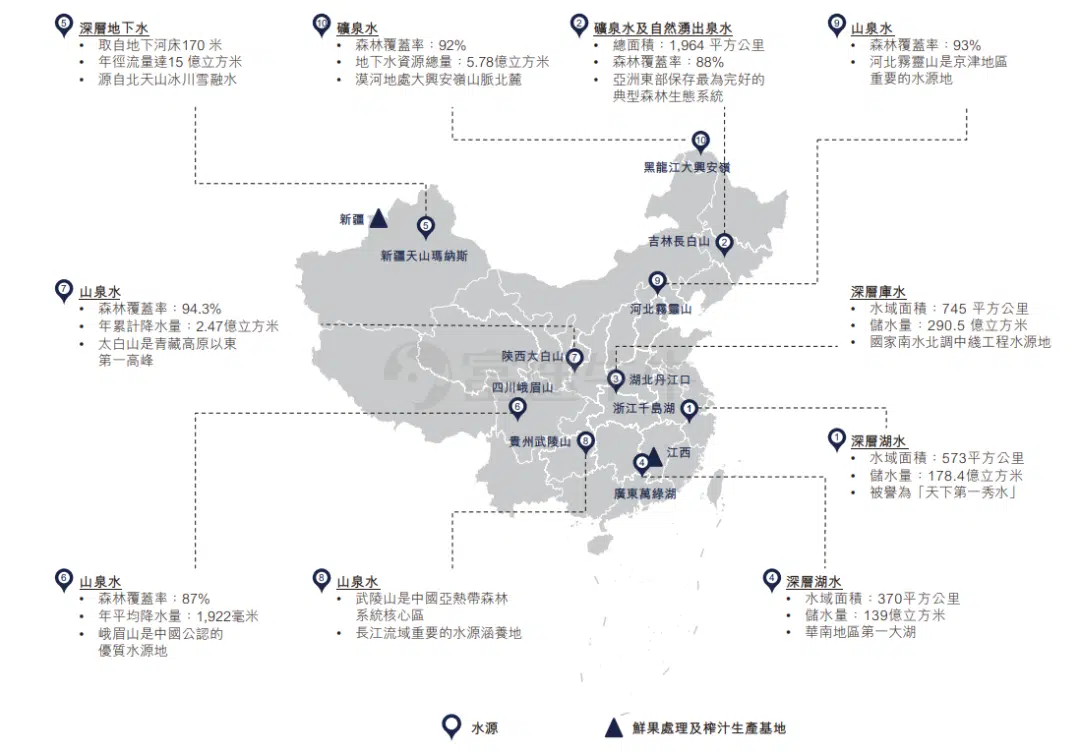 5 深層地下水
• 取自地下河床170 米
• 年徑流量達15 億立方米
• 源自北天山冰川雪融水
10 礦泉水
• 森林覆蓋率：92%
• 地下水資源總量：5.78億立方米
• 漠河地處大興安嶺山脈北麓
2 礦泉水及自然湧出泉水
• 總面積：1,964 平方公里
• 森林覆蓋率：88%
• 亞洲東部保存最為完好的
典型森林生態系統
9 山泉水
• 森林覆蓋率：93%
• 河北霧靈山是京津地區
重要的水源地
10
黑龍江大興安嶺
新疆
5
新疆天山瑪納斯
吉林長白山 2
9
河北霧靈山
7 山泉水
• 森林覆蓋率：94.3%
• 年累計降水量：2.47億立方米
• 太白山是青藏高原以東
第一高峰
深層庫水
• 水域面積：745 平方公里
• 儲水量：290.5 億立方米
• 國家南水北調中綫工程水源地
陝西太白山 7
3 湖北丹江口
四川峨眉山
6
浙江千島湖 1
貴州武陵山 8
江西
4
廣東萬綠湖
1 深層湖水
• 水域面積：573平方公里
• 儲水量：178.4億立方米
• 被譽為「天下第一秀水」
6 山泉水
• 森林覆蓋率：87%
• 年平均降水量：1,922毫米
• 峨眉山是中國公認的
優質水源地
8 山泉水
• 武陵山是中國亞熱帶森林
系統核心區
• 長江流域重要的水源涵養地
4 深層湖水
• 水域面積：370平方公里
• 儲水量：139億立方米
• 華南地區第一大湖
水源
鮮果處理及榨汁生產基地